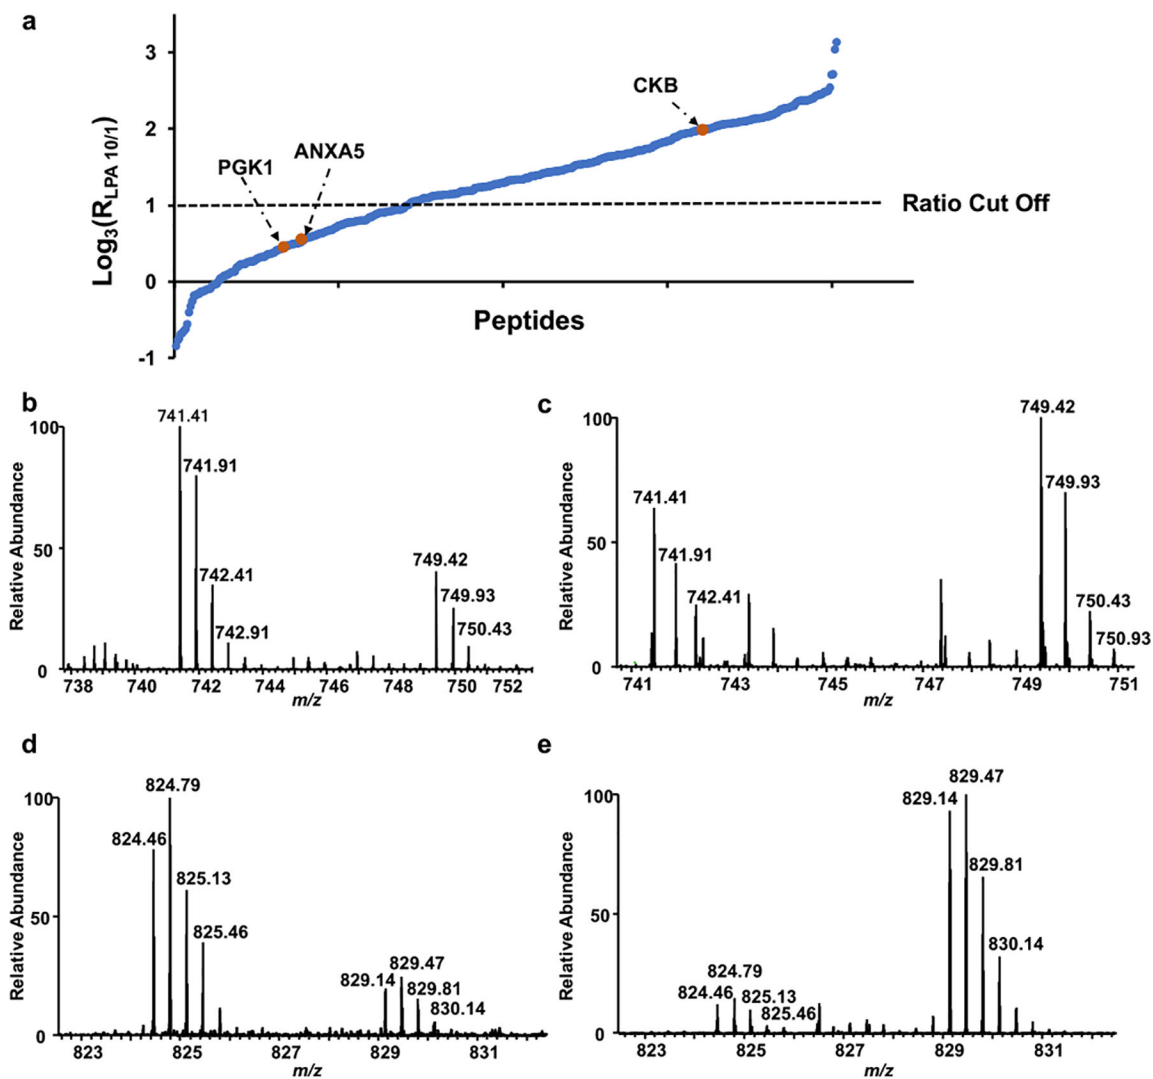 a
3
2
1
0
-1
Log3(RLPA 10/1)
PGK1
ANXA5
CKB
Ratio Cut Off
Peptides
b
100
50
0
Relative Abundance
741.41
741.91
742.41
742.91
749.42
749.93
750.43
738 740 742 744 746 748 750 752
m/z
c
100
50
0
Relative Abundance
741.41
741.91
742.41
749.42
749.93
750.43
750.93
741 743 745 747 749 751
m/z
d
100
50
0
Relative Abundance
824.79
824.46
825.13
825.46
829.14
829.47
829.81
830.14
823 825 827 829 831
m/z
e
100
50
0
Relative Abundance
824.79
824.46
825.13
825.46
829.47
829.14
829.81
830.14
823 825 827 829 831
m/z